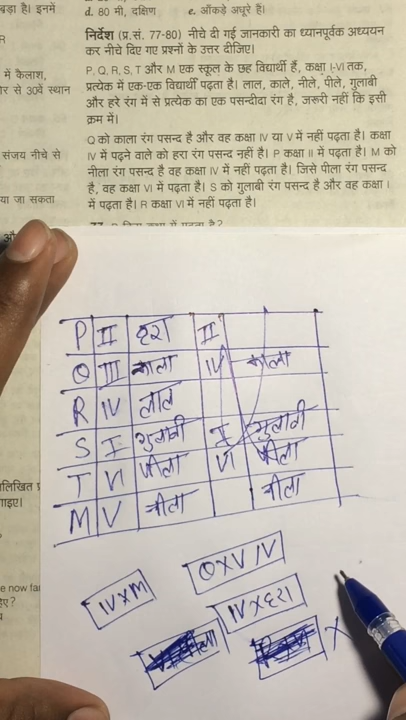 बड़ा है। इनमें
d. 80 मी, दक्षिण e. आँकड़े अधूरे हैं।
निर्देश (प्र.सं. 77-80) नीचे दी गई जानकारी का ध्यानपूर्वक अध्ययन
कर नीचे दिए गए प्रश्नों के उत्तर दीजिए।
में कैलाश,
ोर से 30वें स्थान
P, Q, R, S, T और M एक स्कूल के छह विद्यार्थी हैं, कक्षा I-VI तक,
प्रत्येक में एक-एक विद्यार्थी पढ़ता है। लाल, काले, नीले, पीले, गुलाबी
और हरे रंग में से प्रत्येक का एक पसन्दीदा रंग है, जरूरी नहीं कि इसी
क्रम में।
संजय नीचे से
या जा सकता
Q को काला रंग पसन्द है और वह कक्षा IV या V में नहीं पढ़ता है। कक्षा
IV में पढ़ने वाले को हरा रंग पसन्द नहीं है। P कक्षा II में पढ़ता है। M को
नीला रंग पसन्द है वह कक्षा IV में नहीं पढ़ता है। जिसे पीला रंग पसन्द
है, वह कक्षा VI में पढ़ता है। S को गुलाबी रंग पसन्द है और वह कक्षा I
में पढ़ता है। R कक्षा VI में नहीं पढ़ता है।
P II हरा II
Q III काला IV काला
R IV लाल
S I गुलाबी I गुलाबी
T VI पीला VI पीला
M V नीला नीला
Q X V IV
IV X M
IV X हरा
लिखित
गाइए।
e now